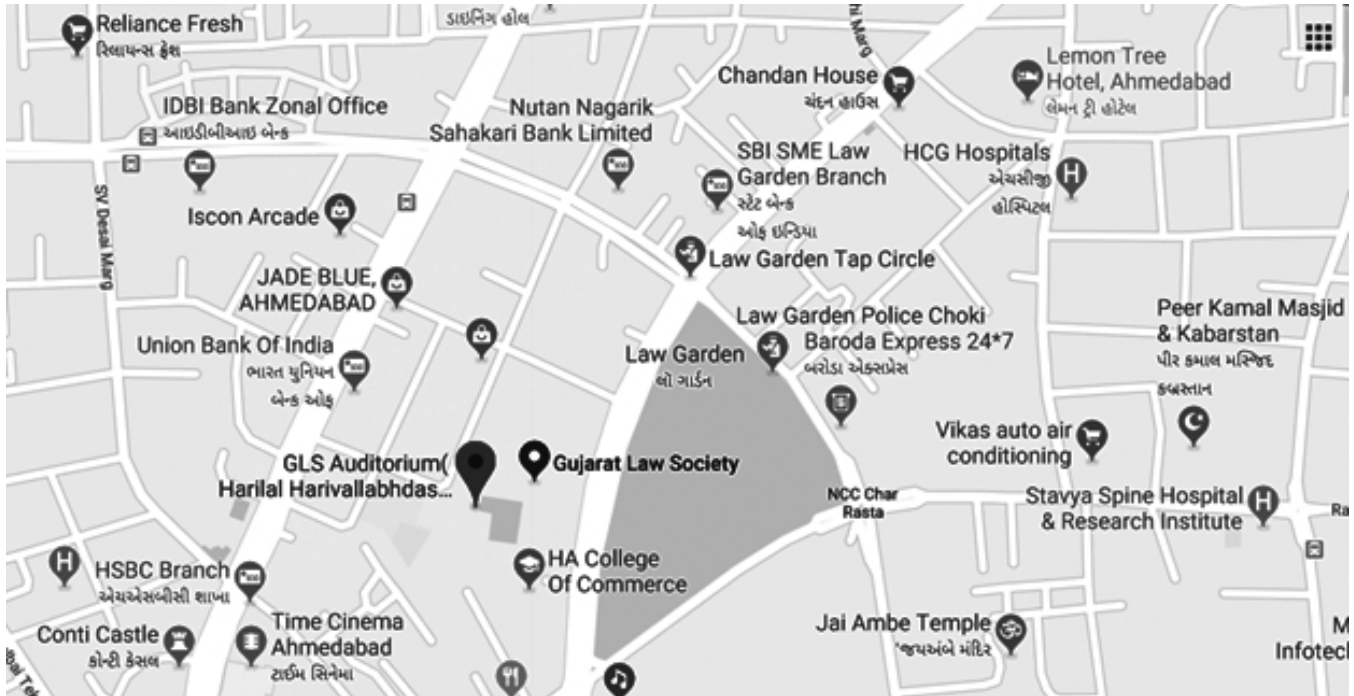 ડાઇનિંગ હોલ
hi Marg
Reliance Fresh
રિલાયન્સ ફ્રેશ
Chandan House
ચંદન હાઉસ
Lemon Tree
Hotel, Ahmedabad
લેમન ટ્રી હોટેલ
IDBI Bank Zonal Office
આઇડીબીઆઇ બેન્ક
Nutan Nagarik
Sahakari Bank Limited
SBI SME Law
Garden Branch
સ્ટેટ બેન્ક
ઓફ ઇન્ડિયા
HCG Hospitals
એચસીજી
હોસ્પિટલ
SV Desai Marg
Iscon Arcade
Law Garden Tap Circle
JADE BLUE,
AHMEDABAD
Law Garden Police Choki
Baroda Express 24*7
બરોડા એક્સપ્રેસ
Peer Kamal Masjid
& Kabarstan
પીર કમાલ મસ્જિદ
કબ્રસ્તાન
Union Bank Of India
ભારત યુનિયન
બેન્ક ઓફ
Law Garden
લૉ ગાર્ડન
Vikas auto air
conditioning
GLS Auditorium(
Harilal Harivallabhdas...
Gujarat Law Society
NCC Char
Rasta
Stavya Spine Hospital
& Research Institute
Ra
HA College
Of Commerce
HSBC Branch
એચએસબીસી શાખા
Conti Castle
કોન્ટી કેસલ
Time Cinema
Ahmedabad
ટાઈમ સિનેમા
Jai Ambe Temple
જયઅંબે મંદિર
M
Infotech